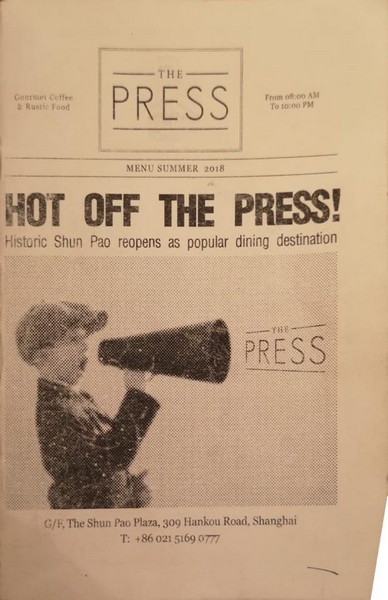 THE
PRESS
Gourmet Coffee
& Rustic Food
From 08:00 AM
To 10:00 PM
MENU SUMMER 2018
HOT OFF THE PRESS!
Historic Shun Pao reopens as popular dining destination
THE
PRESS
G/F, The Shun Pao Plaza, 309 Hankou Road, Shanghai
T: +86 021 5169 0777